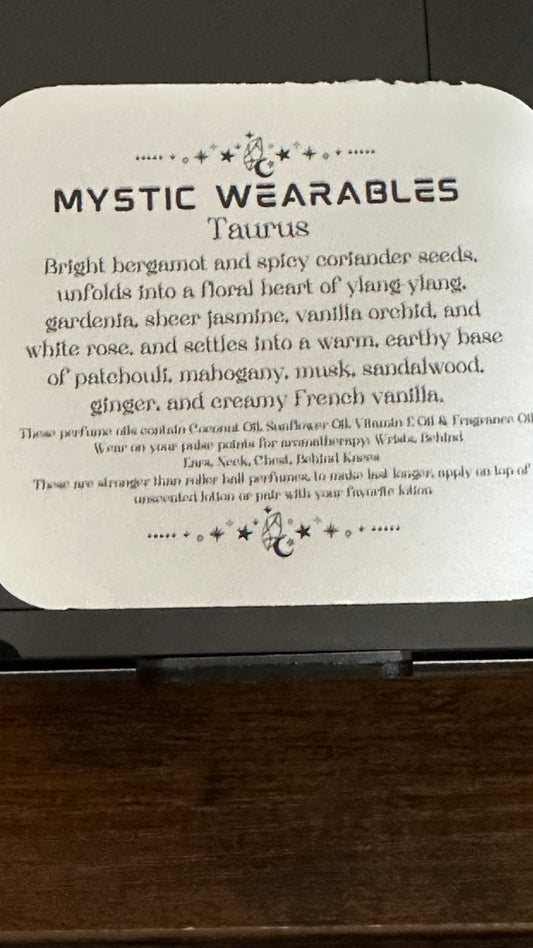 MYSTIC WEARABLES
Taurus
Bright bergamot and spicy coriander seeds,
unfolds into a floral heart of ylang-ylang,
gardenia, sheer jasmine, vanilla orchid, and
white rose, and settles into a warm, earthy base
of patchouli, mahogany, musk, sandalwood,
ginger, and creamy French vanilla.
These perfume oils contain Coconut Oil, Sunflower Oil, Vitamin E Oil & Fragrance Oil
Wear on your pulse points for aromatherapy: Wrists, Behind
Ears, Neck, Chest, Behind Knees
These are stronger than roller ball perfumes, to make last longer, apply on top of
unscented lotion or pair with your favorite lotion